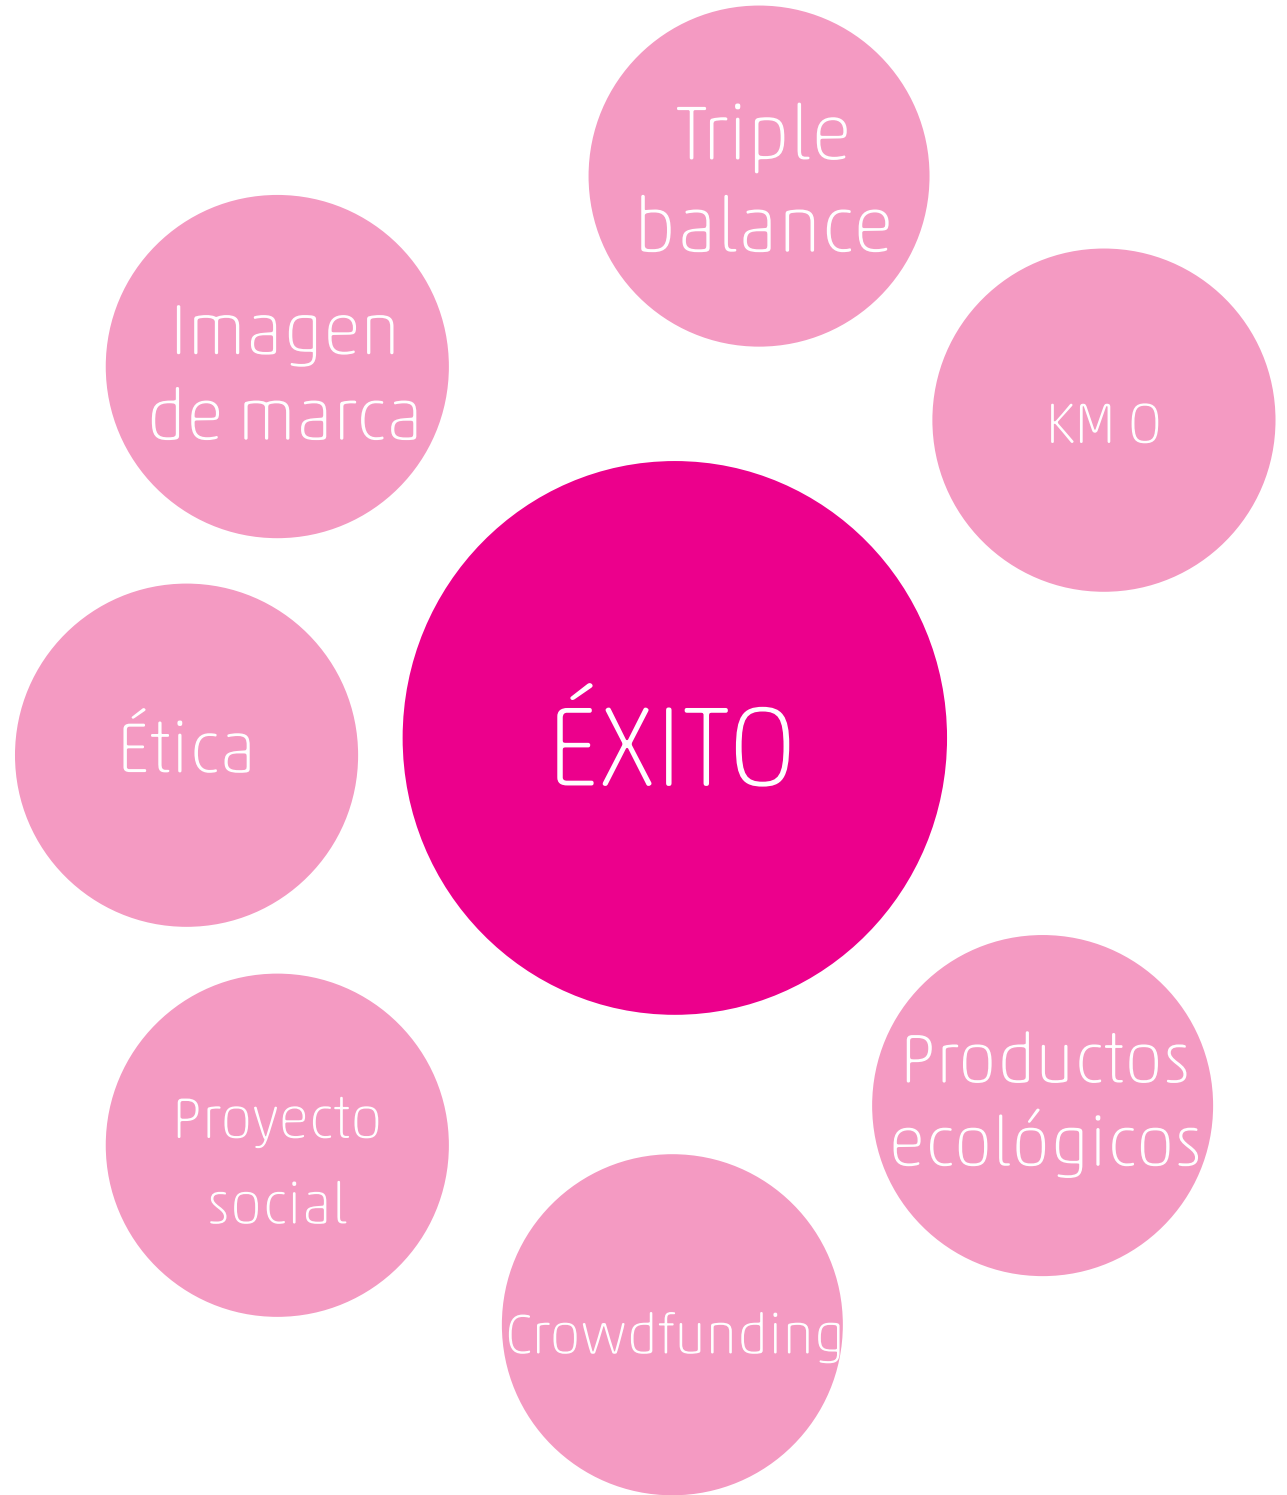 Triple
balance
Imagen
de marca
KM 0
ÉXITO
Ética
Productos
ecológicos
Proyecto
social
Crowdfunding